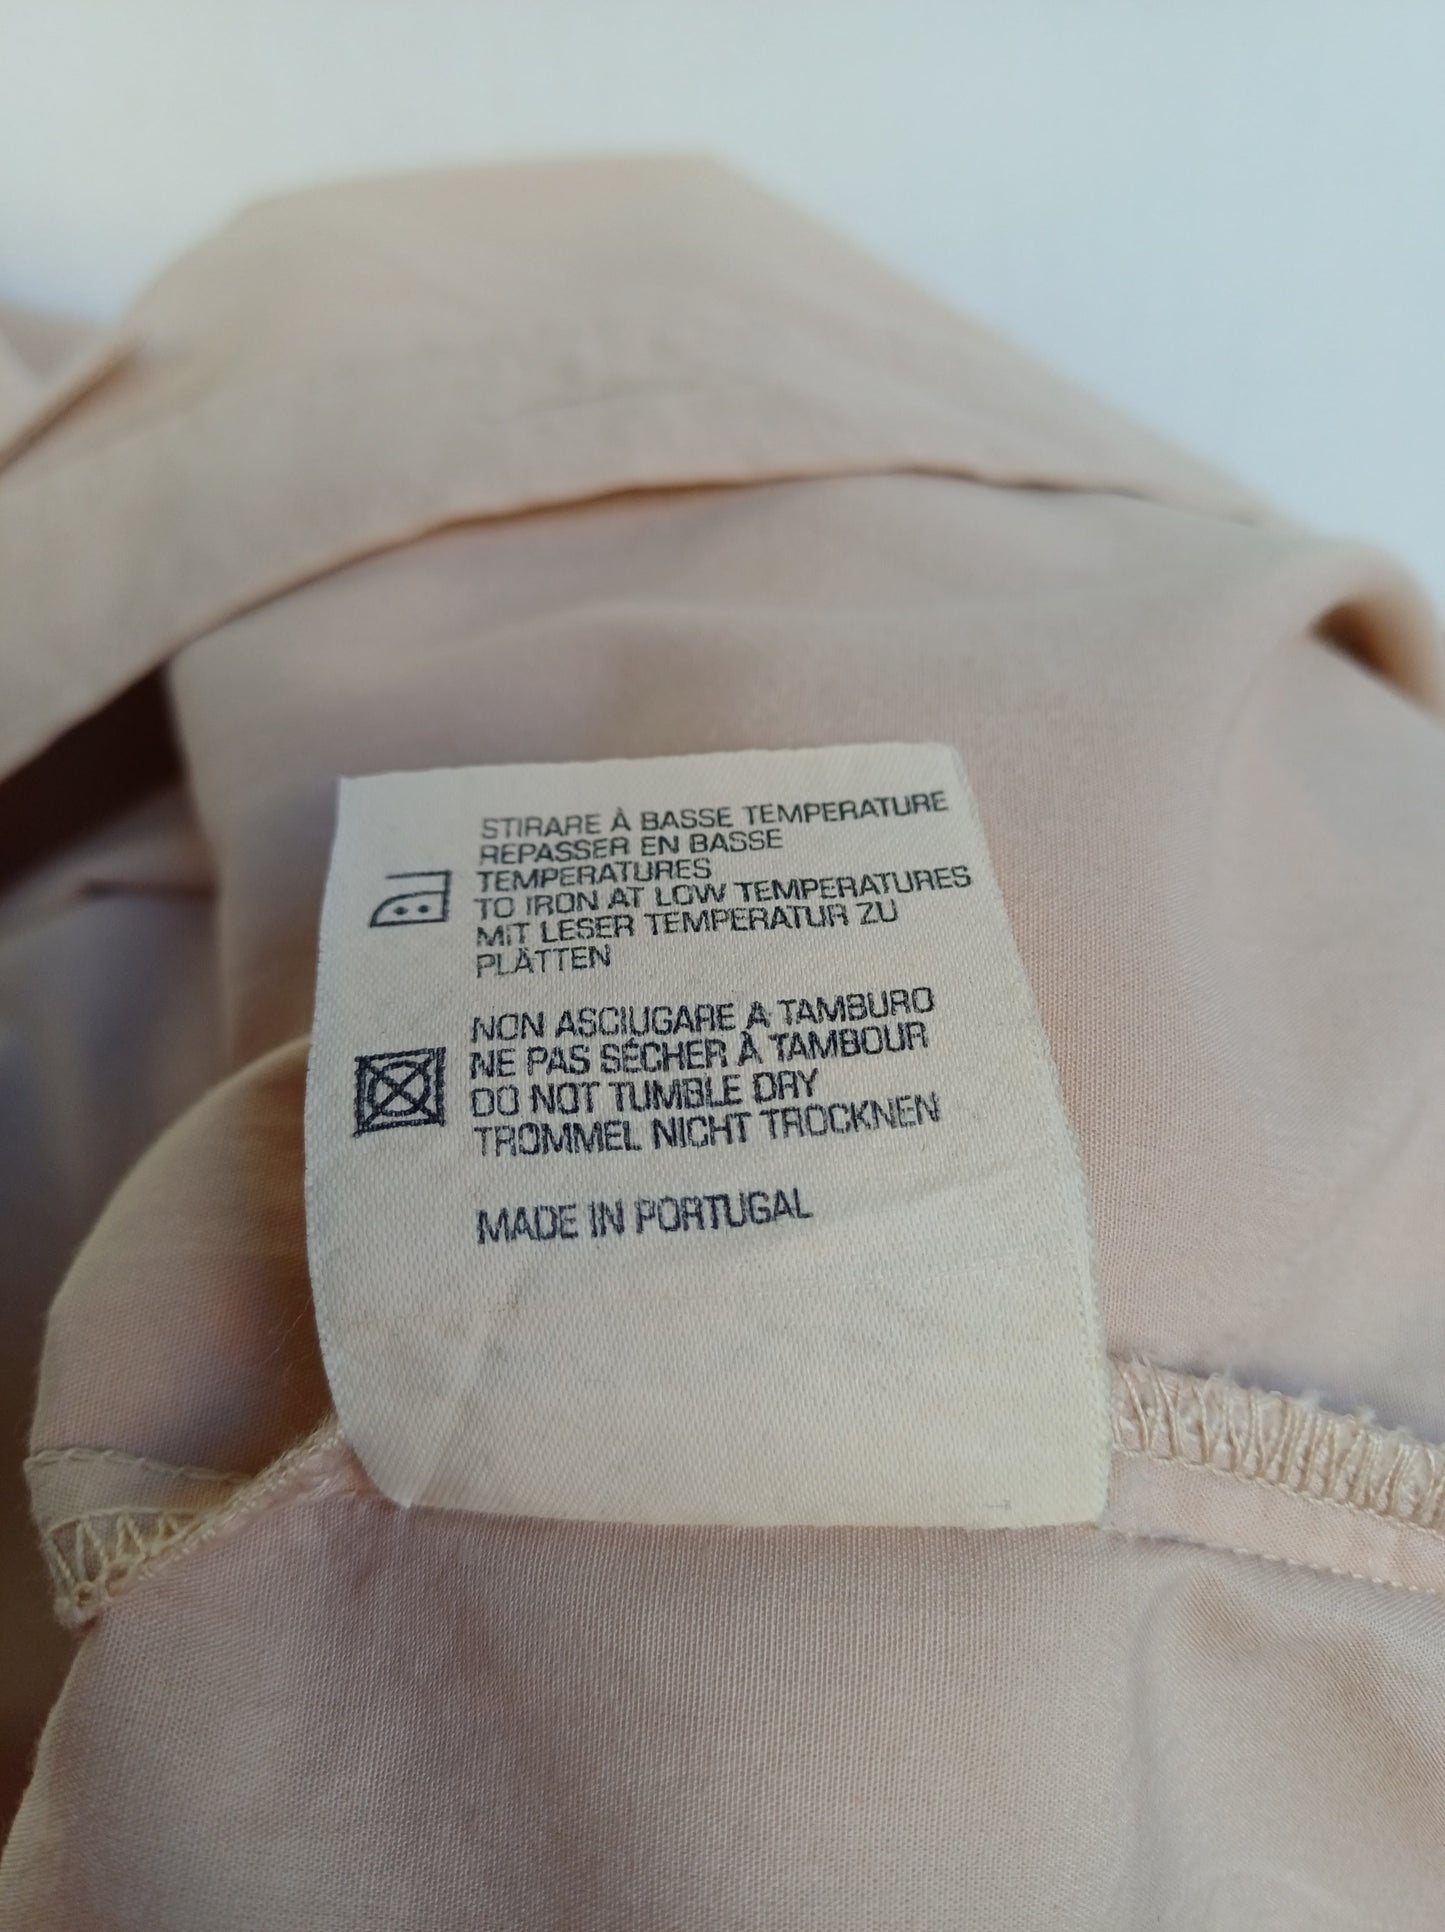 STIRARE À BASSE TEMPERATURE
REPASSER EN BASSE
TEMPERATURES
TO IRON AT LOW TEMPERATURES
MIT LESER TEMPERATUR ZU
PLÄTTEN
NON ASCIUGARE A TAMBURO
NE PAS SÉCHER À TAMBOUR
DO NOT TUMBLE DRY
TROMMEL NICHT TROCKNEN
MADE IN PORTUGAL